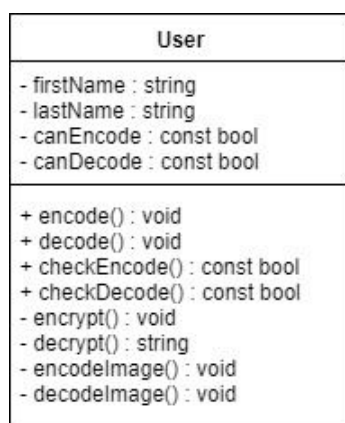 User
- firstName : string
- lastName : string
- canEncode : const bool
- canDecode : const bool
+ encode() : void
+ decode() : void
+ checkEncode() : const bool
+ checkDecode() : const bool
- encrypt() : void
- decrypt() : string
- encodeImage() : void
- decodeImage() : void